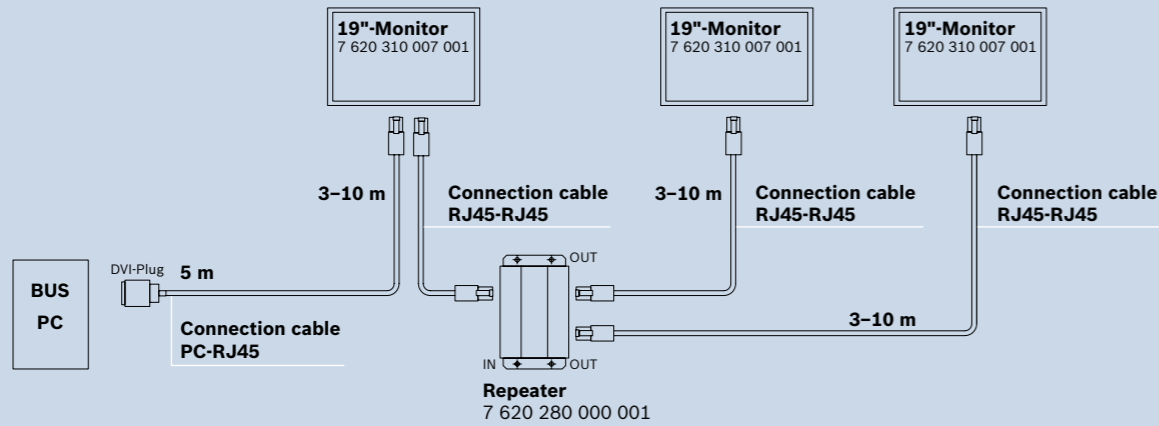 19"-Monitor
7 620 310 007 001
19"-Monitor
7 620 310 007 001
19"-Monitor
7 620 310 007 001
3–10 m
Connection cable
RJ45-RJ45
3–10 m
Connection cable
RJ45-RJ45
Connection cable
RJ45-RJ45
BUS
PC
DVI-Plug
5 m
Connection cable
PC-RJ45
OUT
3–10 m
IN
OUT
Repeater
7 620 280 000 001